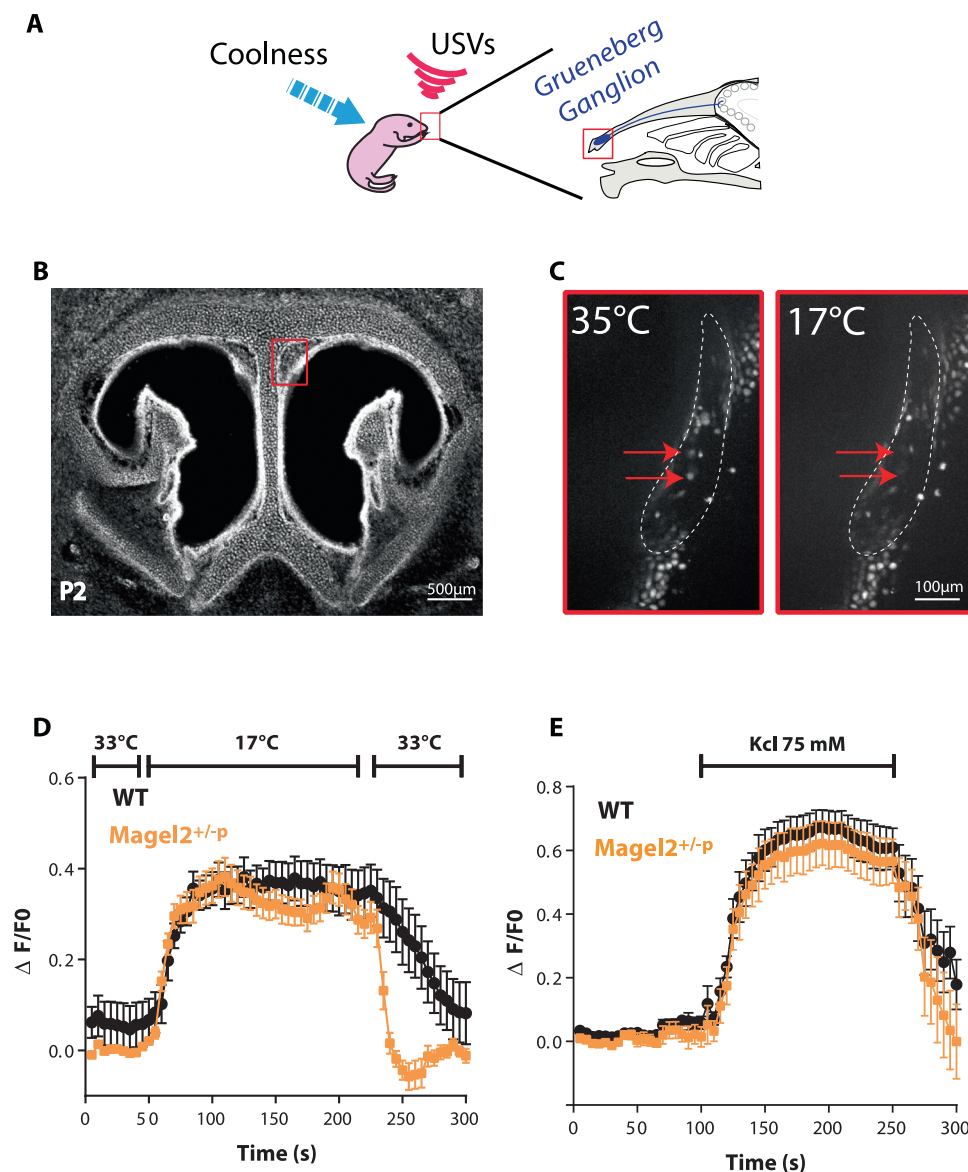 A
Coolness
USVs
Grueneberg
Ganglion
B
P2
500µm
C
35°C
17°C
100µm
D
33°C
17°C
33°C
WT
Magel2+/-p
Δ F/F0
0.6
0.4
0.2
0.0
0
50
100
150
200
250
300
Time (s)
E
Kcl 75 mM
WT
Magel2+/-p
Δ F/F0
0.8
0.6
0.4
0.2
0.0
0
50
100
150
200
250
300
Time (s)